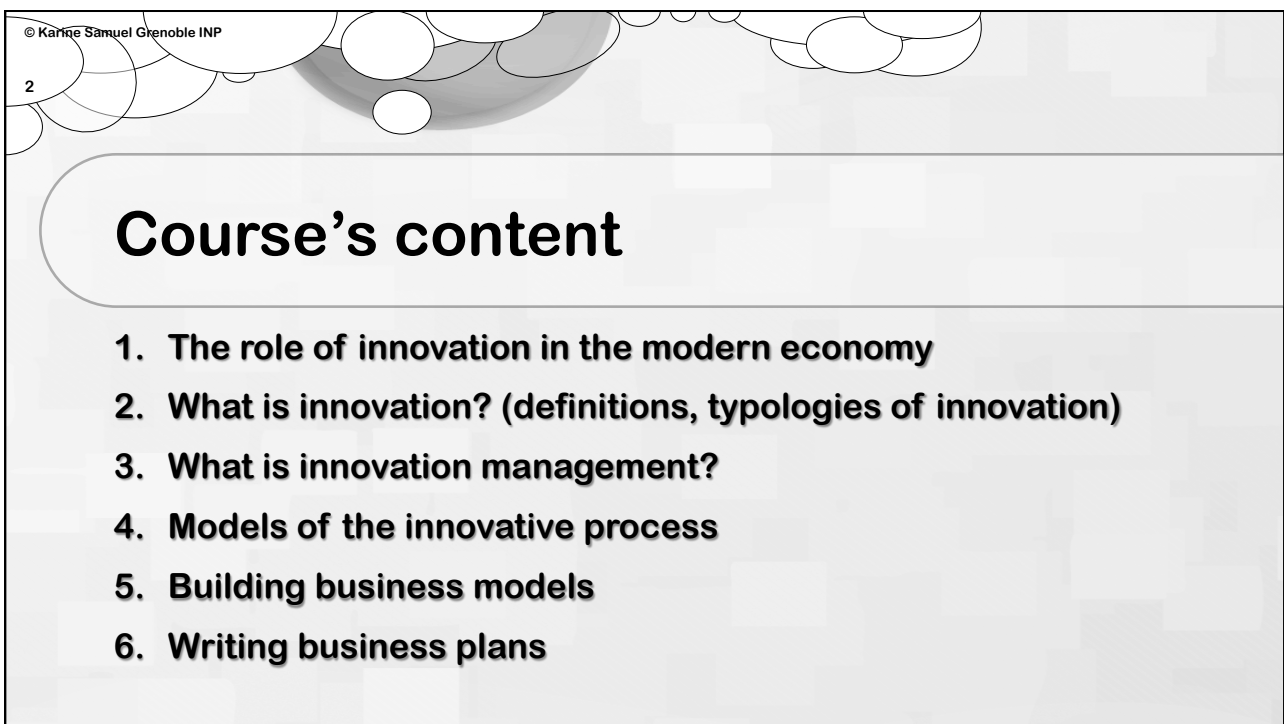 © Karine Samuel Grenoble INP
2
Course’s content
1. The role of innovation in the modern economy
2. What is innovation? (definitions, typologies of innovation)
3. What is innovation management?
4. Models of the innovative process
5. Building business models
6. Writing business plans